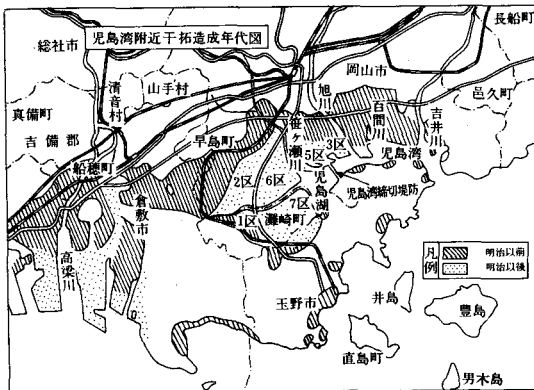 児島湾附近干拓造成年代図
長船町
総社市
岡山市
旭川
清音村
山手村
百間川
吉井川
邑久町
真備町
吉備郡
早島町
笹ヶ瀬川
3区
5区
児島湾
船穂町
2区
6区
児島湖
児島湾締切堤防
倉敷市
7区
1区
灘崎町
高梁川
凡例
明治以前
明治以後
玉野市
井島
豊島
直島町
男木島